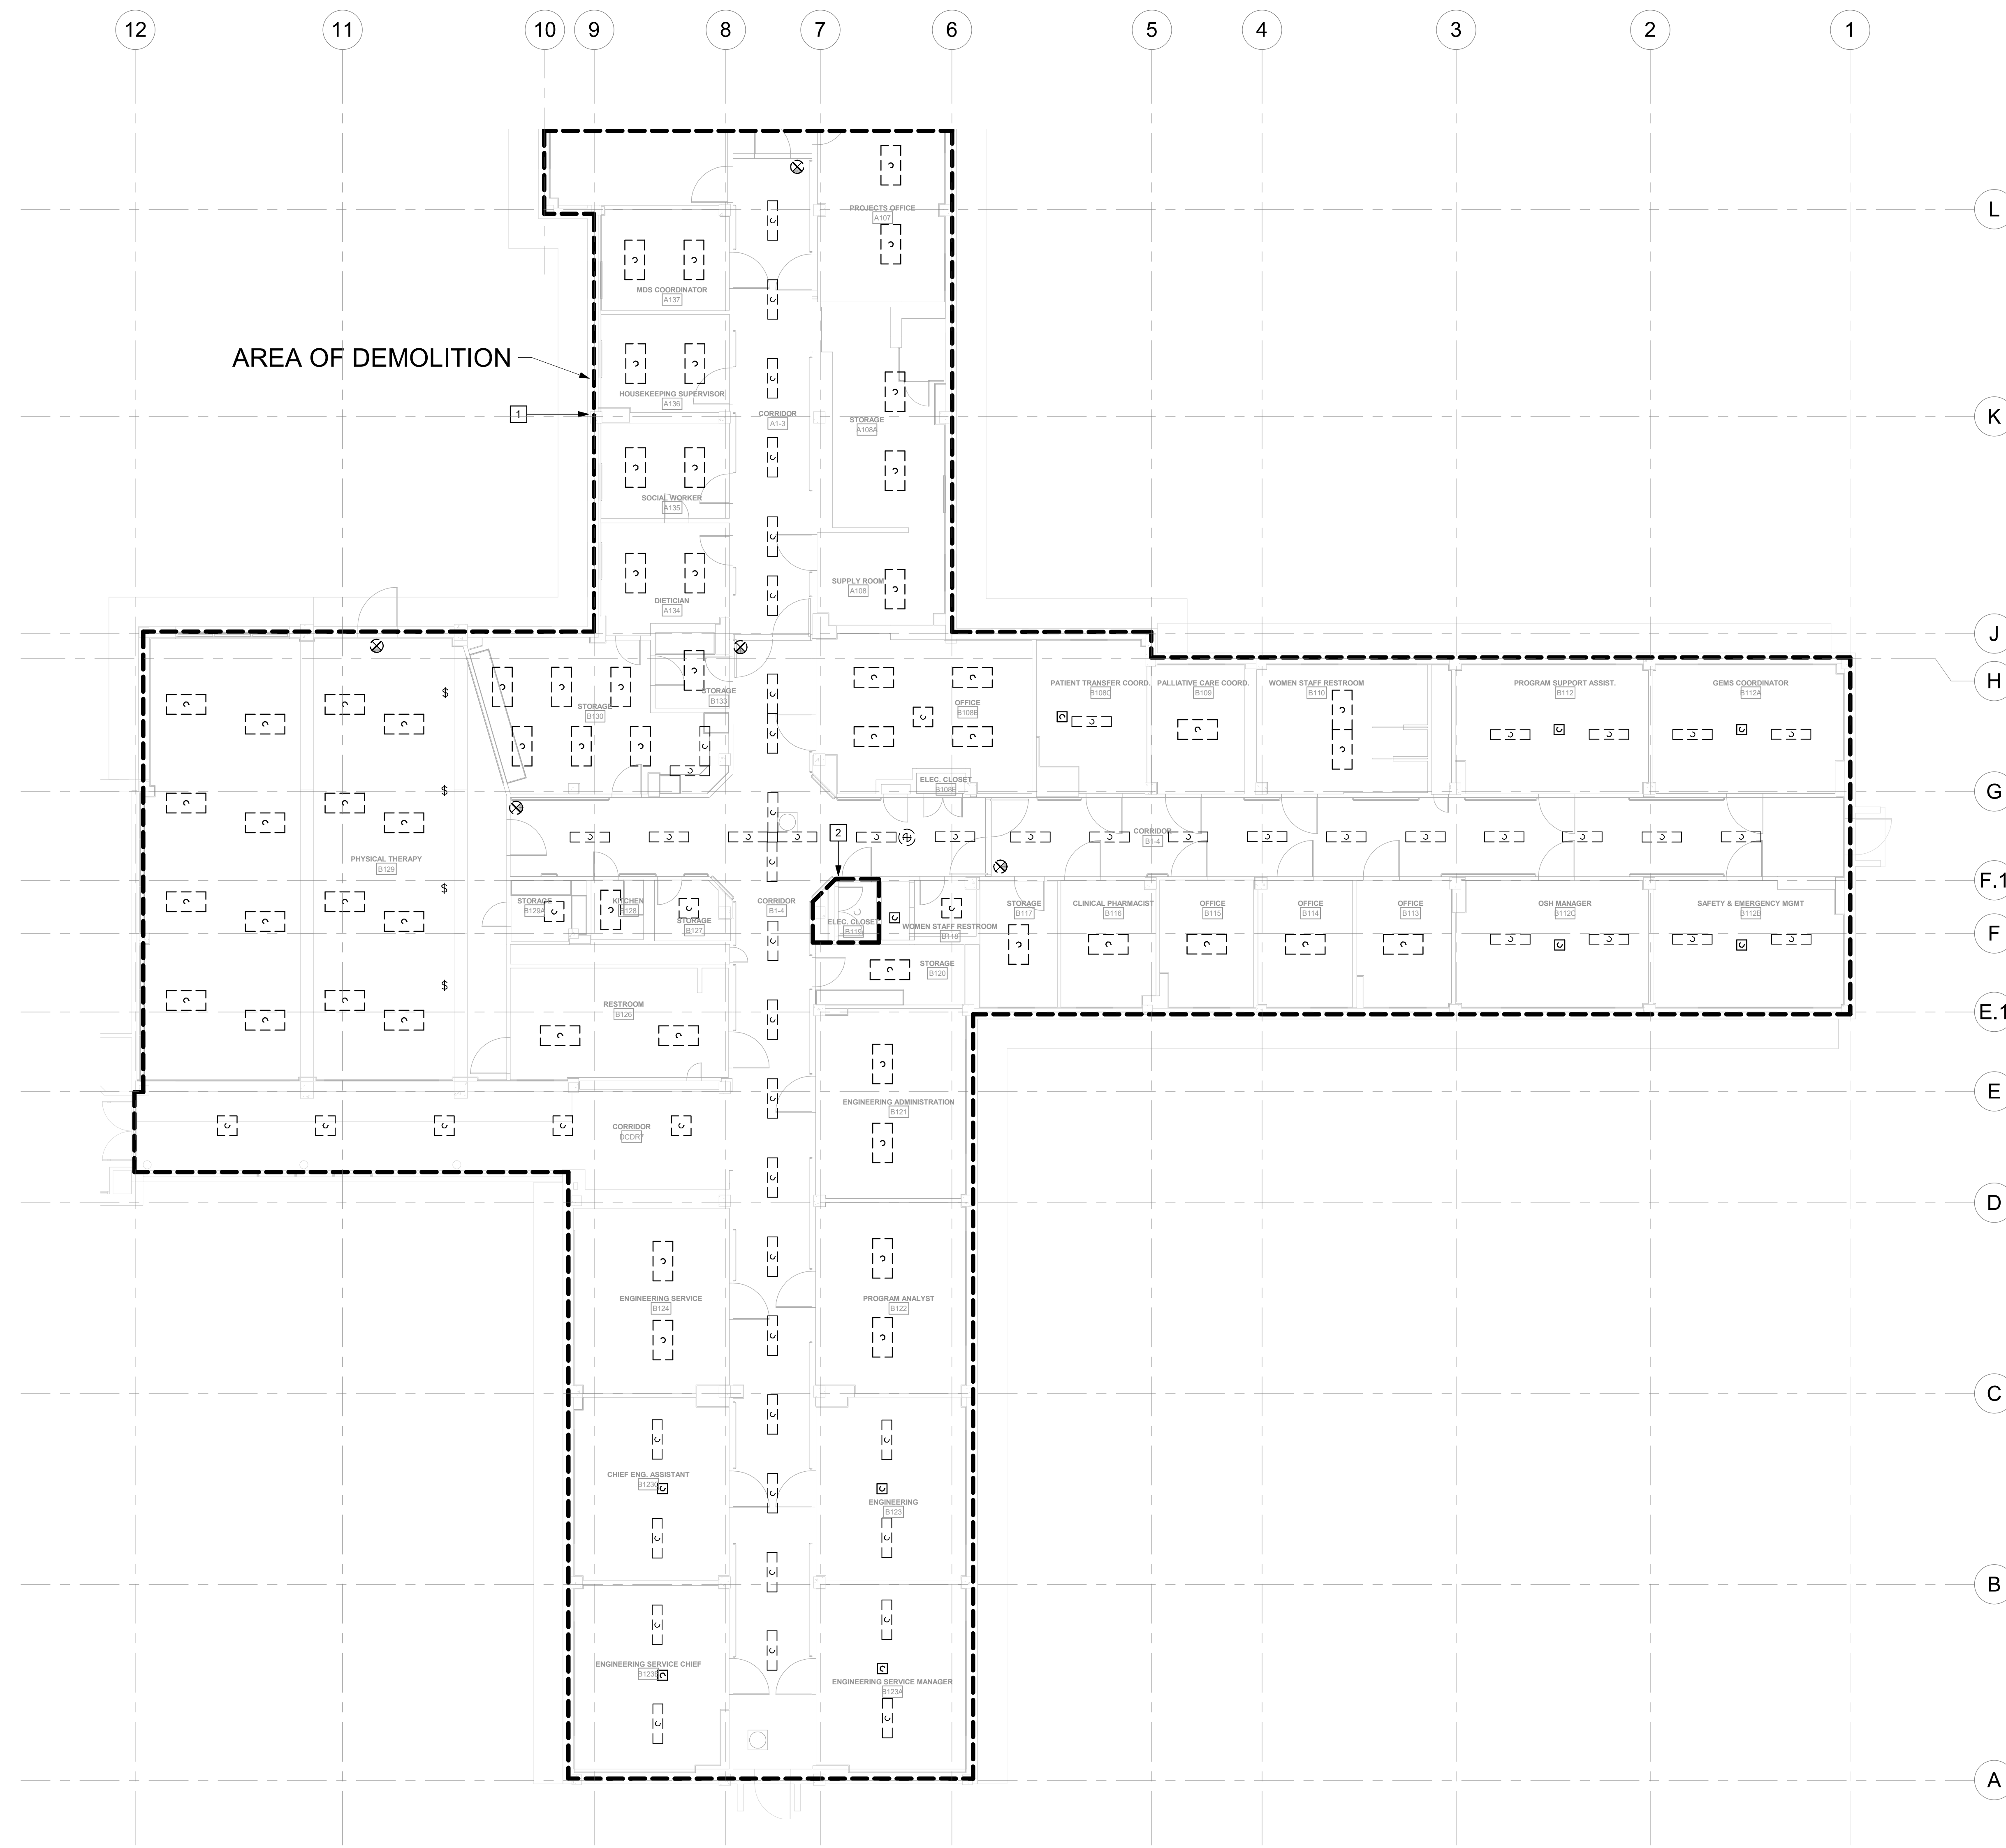 12
11
10
9
8
7
6
5
4
3
2
1
L
PROJECTS OFFICE
A107
MDS COORDINATOR
A137
AREA OF DEMOLITION
HOUSEKEEPING SUPERVISOR
A136
1
CORRIDOR
A1-3
STORAGE
A108A
K
SOCIAL WORKER
A135
SUPPLY ROOM
A108
DIETICIAN
A134
J
H
STORAGE
B133
STORAGE
B130
OFFICE
B108B
PATIENT TRANSFER COORD.
B108C
PALLIATIVE CARE COORD.
B109
WOMEN STAFF RESTROOM
B110
PROGRAM SUPPORT ASSIST.
B112
GEMS COORDINATOR
B112A
$
ELEC. CLOSET
B108E
$
G
2
CORRIDOR
B1-4
PHYSICAL THERAPY
B129
F.1
$
STORAGE
B129A
KITCHEN
B128
STORAGE
B127
CORRIDOR
B1-4
ELEC. CLOSET
B119
WOMEN STAFF RESTROOM
B118
STORAGE
B117
CLINICAL PHARMACIST
B116
OFFICE
B115
OFFICE
B114
OFFICE
B113
OSH MANAGER
B112C
SAFETY & EMERGENCY MGMT
B112B
F
STORAGE
B120
$
RESTROOM
B126
E.1
E
ENGINEERING ADMINISTRATION
B121
CORRIDOR
DCDR7
D
ENGINEERING SERVICE
B124
PROGRAM ANALYST
B122
C
CHIEF ENG. ASSISTANT
ENGINEERING
B123
B
ENGINEERING SERVICE CHIEF
ENGINEERING SERVICE MANAGER
B123A
A